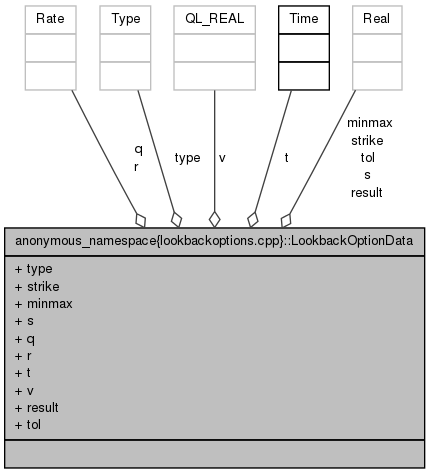 Rate
Type
QL_REAL
Time
Real
q
r
type
v
t
minmax
strike
tol
s
result
anonymous_namespace{lookbackoptions.cpp}::LookbackOptionData
+ type
+ strike
+ minmax
+ s
+ q
+ r
+ t
+ v
+ result
+ tol